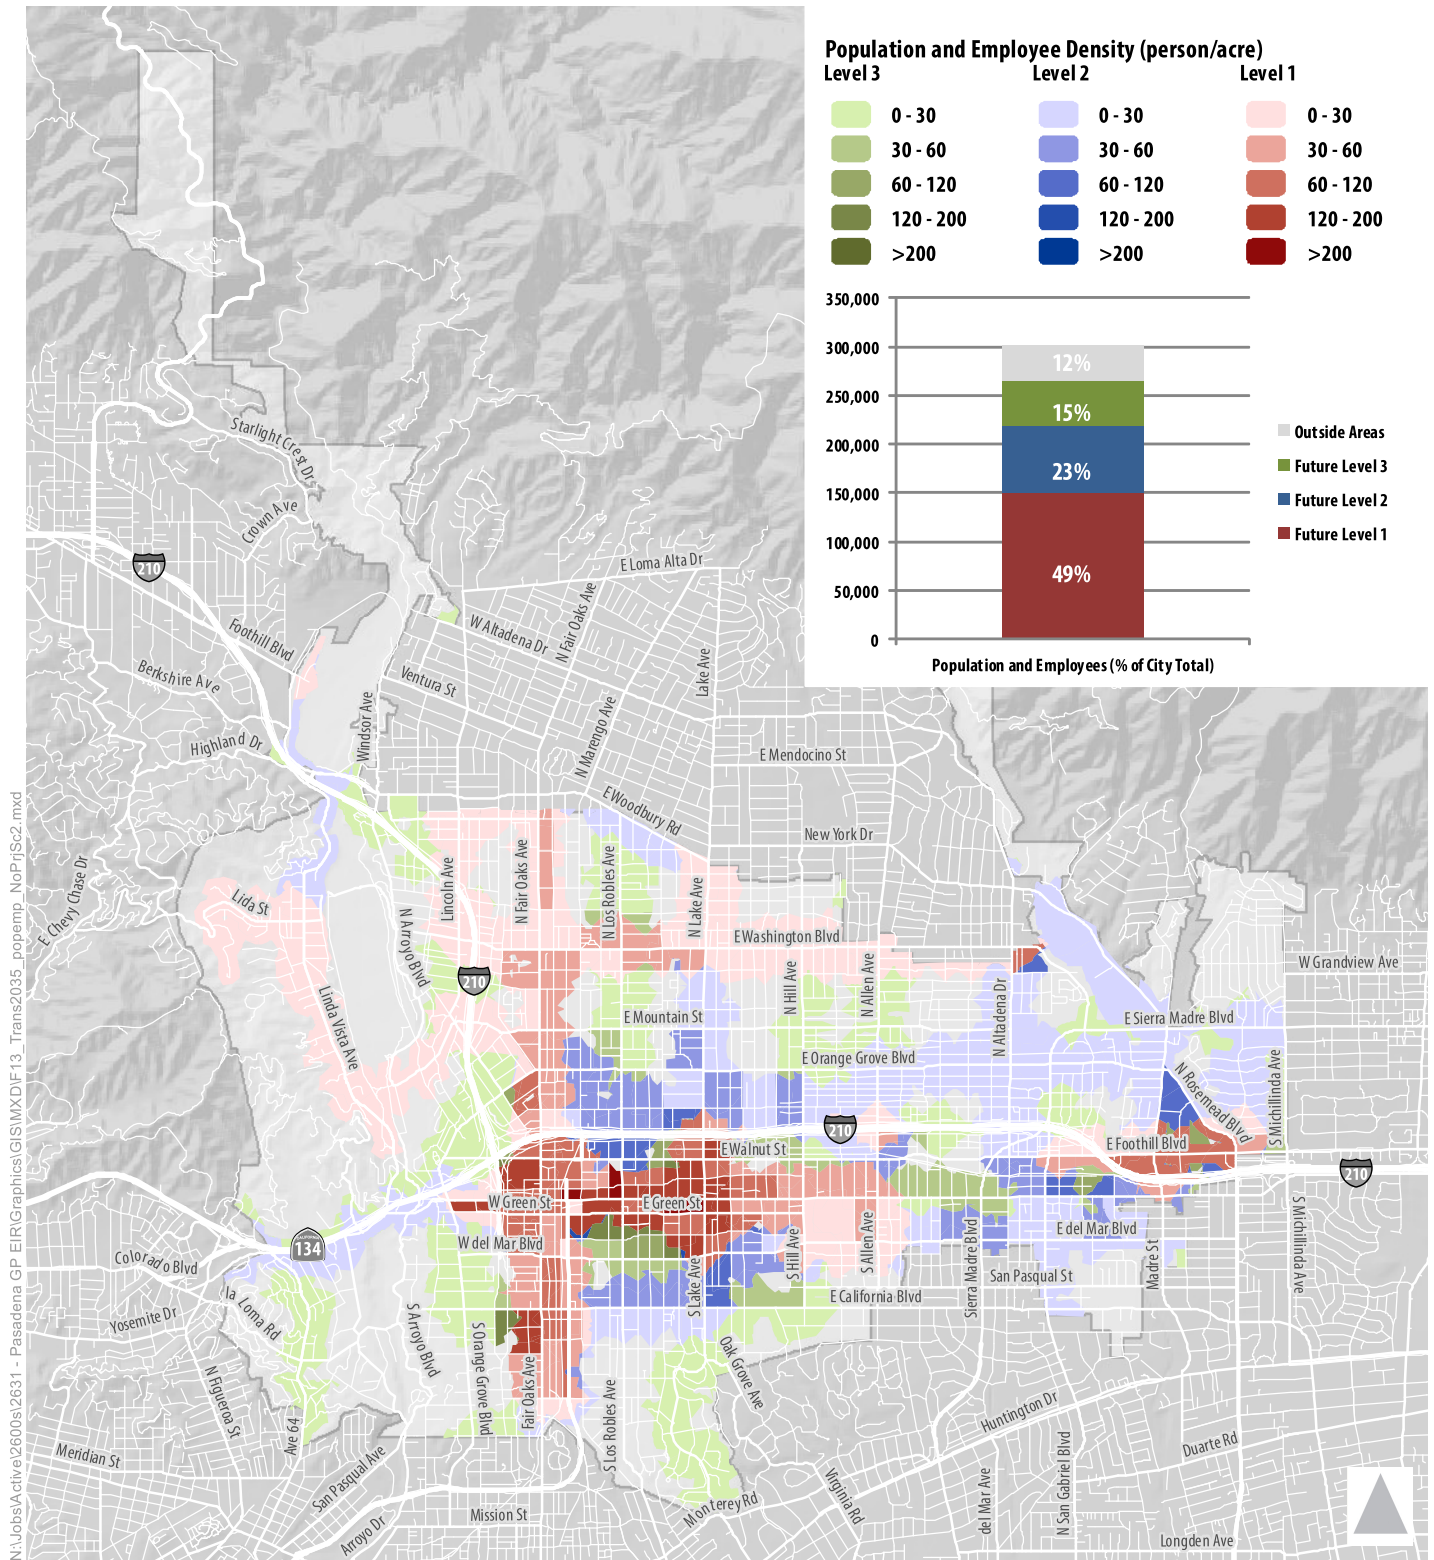 Population and Employee Density (person/acre)
Level 3
Level 2
Level 1
0 - 30
0 - 30
0 - 30
30 - 60
30 - 60
30 - 60
60 - 120
60 - 120
60 - 120
120 - 200
120 - 200
120 - 200
>200
>200
>200
350,000
300,000
250,000
200,000
150,000
100,000
50,000
0
12%
15%
23%
49%
Outside Areas
Future Level 3
Future Level 2
Future Level 1
Population and Employees (% of City Total)
Starlight Crest Dr
Crown Ave
210
E Loma Alta Dr
Foothill Blvd
W Altadena Dr
N Fair Oaks Ave
Berkshire Ave
Ventura St
Lake Ave
Windsor Ave
N Marengo Ave
Highland Dr
E Mendocino St
E Woodbury Rd
New York Dr
E Chevy Chase Dr
Lida St
Lincoln Ave
N Fair Oaks Ave
N Los Robles Ave
N Lake Ave
N Arroyo Blvd
E Washington Blvd
W Grandview Ave
210
N Hill Ave
N Allen Ave
Linda Vista Ave
E Mountain St
N Altadena Dr
E Sierra Madre Blvd
E Orange Grove Blvd
N Rosemead Blvd
S Michillinda Ave
210
E Walnut St
E Foothill Blvd
210
W Green St
E Green St
134
W del Mar Blvd
E del Mar Blvd
S Hill Ave
S Allen Ave
Sierra Madre Blvd
S Michillinda Ave
Colorado Blvd
Madre St
San Pasqual St
S Lake Ave
E California Blvd
la Loma Rd
Yosemite Dr
S Arroyo Blvd
S Orange Grove Blvd
Fair Oaks Ave
Oak Grove Ave
N Figueroa St
S Los Robles Ave
Ave 64
Huntington Dr
Meridian St
San Pasqual Ave
Duarte Rd
N San Gabriel Blvd
del Mar Ave
Virginia Rd
Monterey Rd
Mission St
Arroyo Dr
Longden Ave
N:\Jobs\Active\2600s\2631 - Pasadena GP EIR\Graphics\GIS\MXD\F13_Trans2035_popemp_NoPrjSc2.mxd